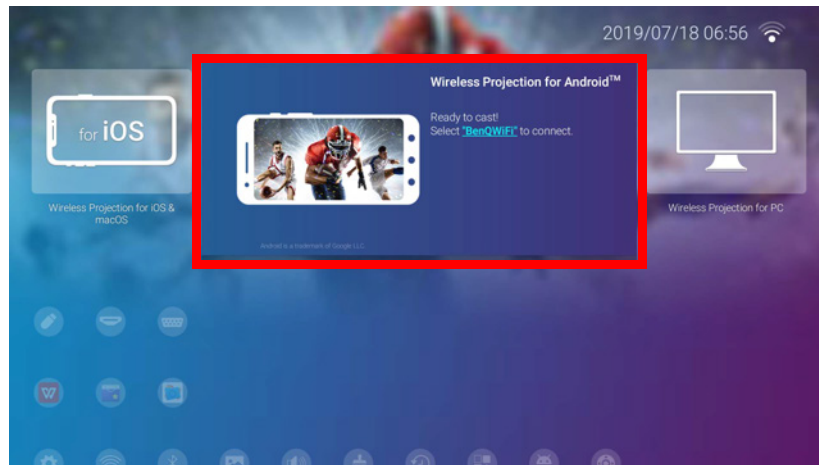 2019/07/18 06:56
for iOS
Wireless Projection for iOS &
macOS
Wireless Projection for Android™
Ready to cast!
Select "BenQWiFi" to connect.
Android is a trademark of Google LLC.
Wireless Projection for PC
W